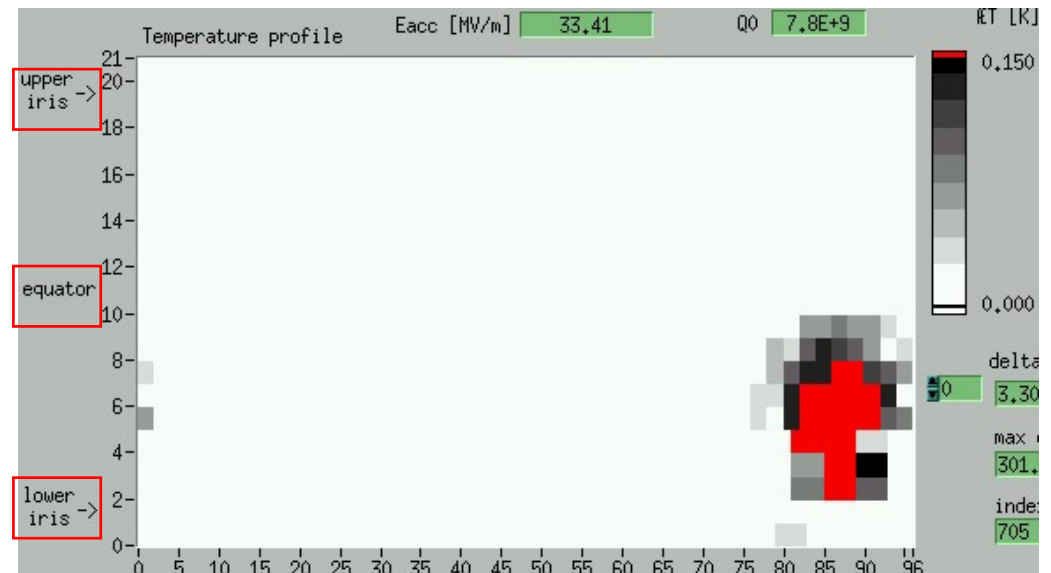 Temperature profile
Eacc [MV/m] 33.41
Q0 7.8E+9
ÆT [K]
0.150
0.000
upper
iris ->
equator
lower
iris ->
21
20
18
16
14
12
10
8
6
4
2
0
0 5 10 15 20 25 30 35 40 45 50 55 60 65 70 75 80 85 90 96
delta
0 3.30
max
301.
index
705